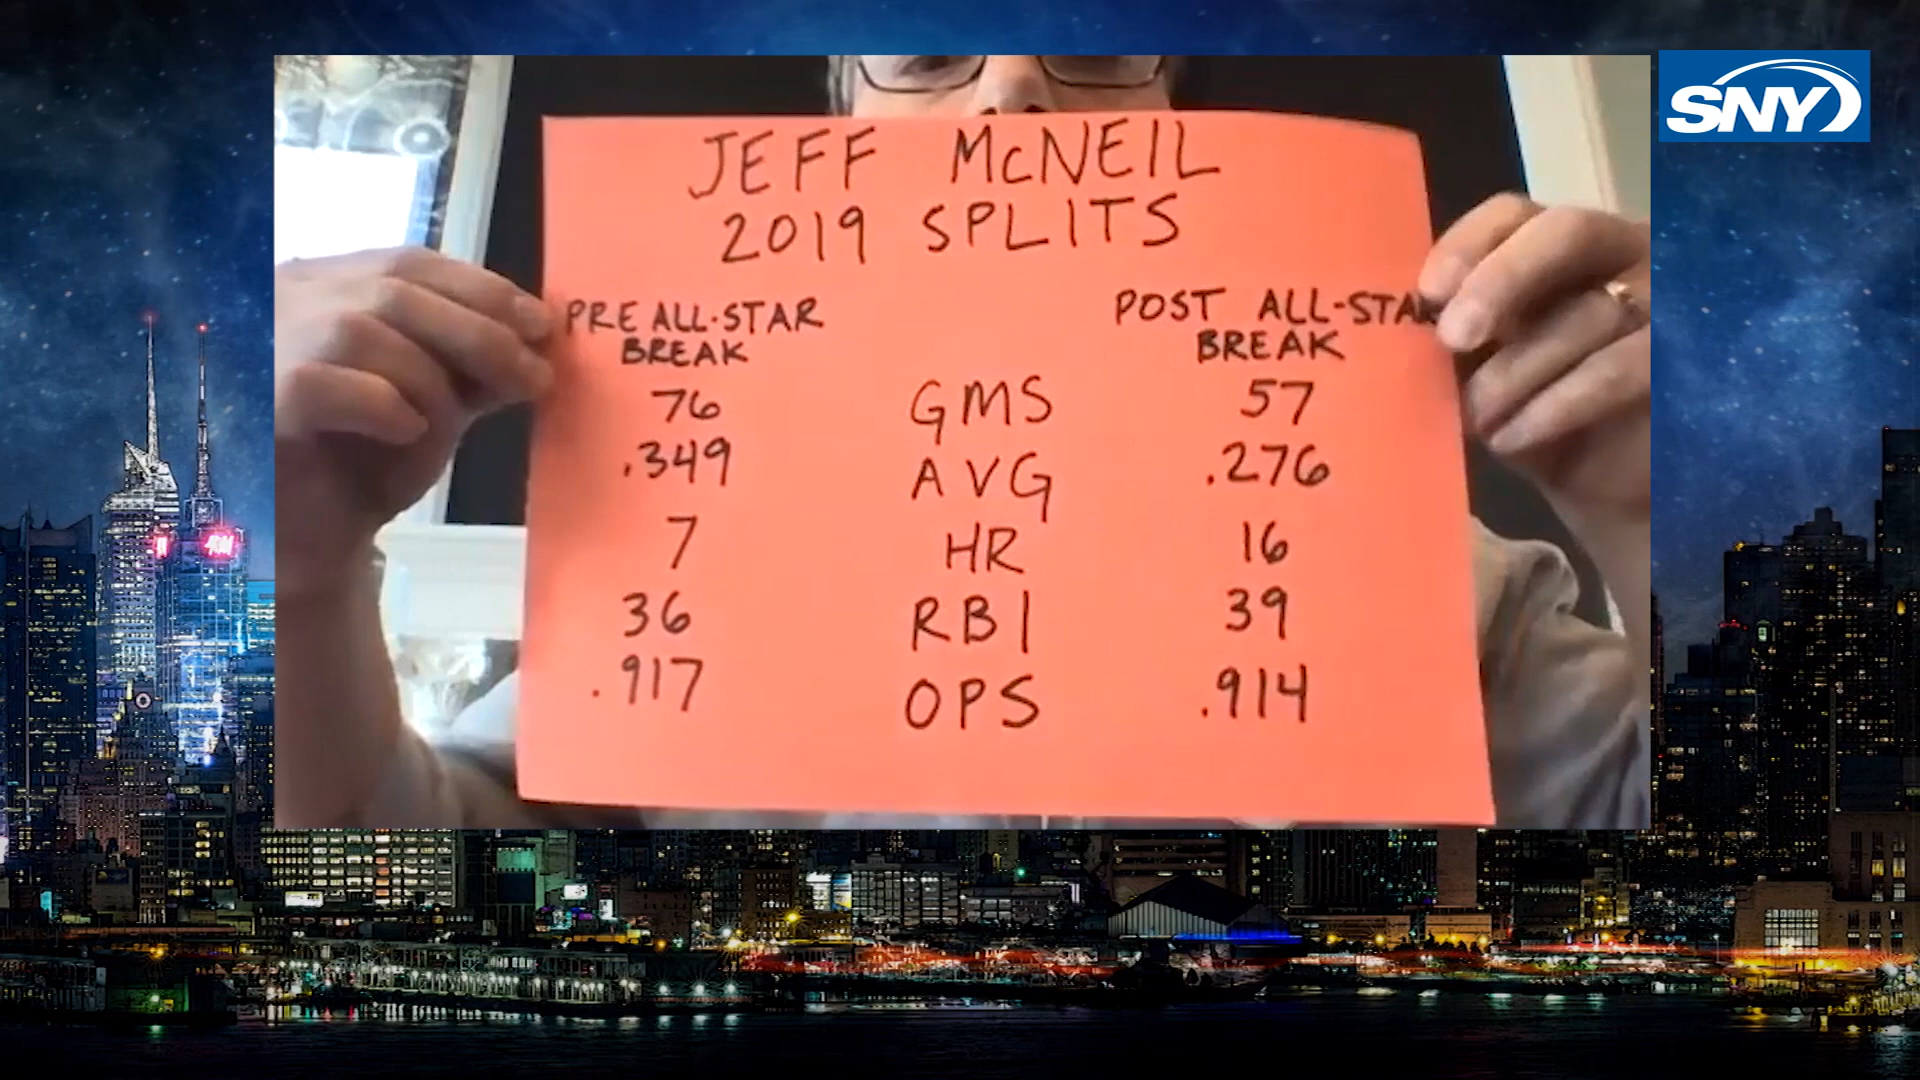 SNY
JEFF McNEIL
2019 SPLITS
PRE ALL-STAR BREAK
POST ALL-STAR BREAK
76 GMS 57
.349 AVG .276
7 HR 16
36 RBI 39
.917 OPS .914